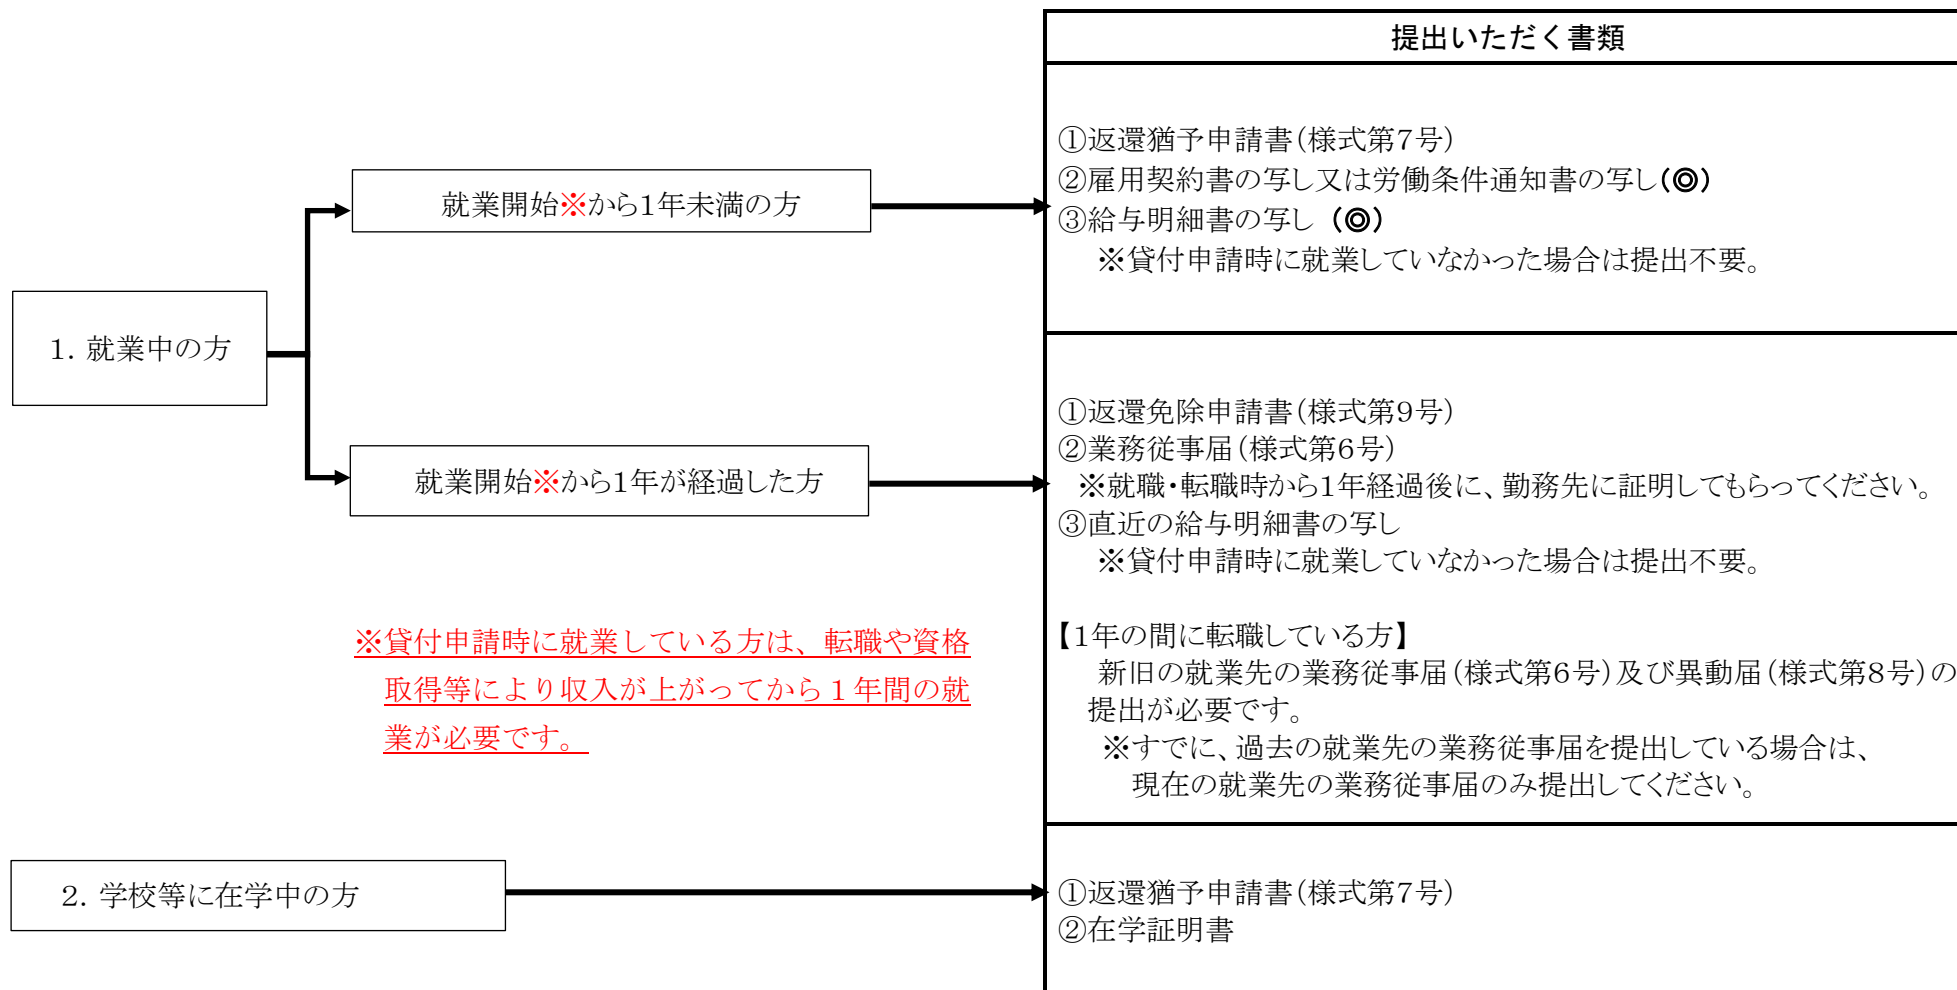 提出いただく書類
1．就業中の方
就業開始※から1年未満の方
①返還猶予申請書（様式第7号）
②雇用契約書の写し又は労働条件通知書の写し（◎）
③給与明細書の写し （◎）
※貸付申請時に就業していなかった場合は提出不要。
就業開始※から1年が経過した方
①返還免除申請書（様式第9号）
②業務従事届（様式第6号）
※就職・転職時から1年経過後に、勤務先に証明してもらってください。
③直近の給与明細書の写し
※貸付申請時に就業していなかった場合は提出不要。
【1年の間に転職している方】
新旧の就業先の業務従事届（様式第6号）及び異動届（様式第8号）の
提出が必要です。
※すでに、過去の就業先の業務従事届を提出している場合は、
現在の就業先の業務従事届のみ提出してください。
※貸付申請時に就業している方は、転職や資格
取得等により収入が上がってから１年間の就
業が必要です。
2．学校等に在学中の方
①返還猶予申請書（様式第7号）
②在学証明書